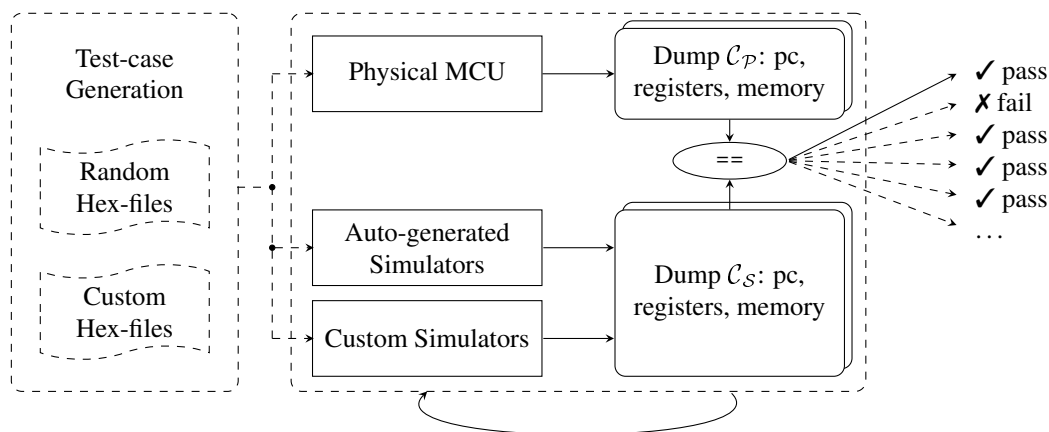 Test-case
Generation
Random
Hex-files
Custom
Hex-files
Physical MCU
Auto-generated
Simulators
Custom Simulators
Dump 𝒞𝒫: pc,
registers, memory
==
Dump 𝒞𝒮: pc,
registers, memory
✓ pass
✗ fail
✓ pass
✓ pass
✓ pass
...